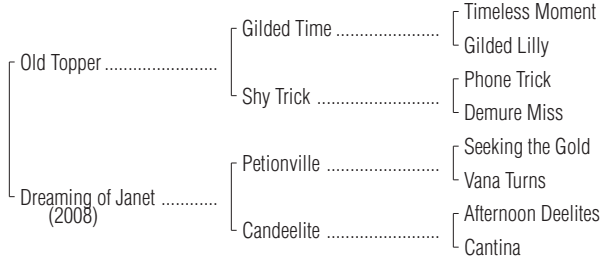 Timeless Moment
Gilded Time ........................
Gilded Lilly
Old Topper ..........................
Phone Trick
Shy Trick ............................
Demure Miss
Seeking the Gold
Petionville ..........................
Vana Turns
Dreaming of Janet .............
(2008)
Afternoon Deelites
Candeelite ..........................
Cantina